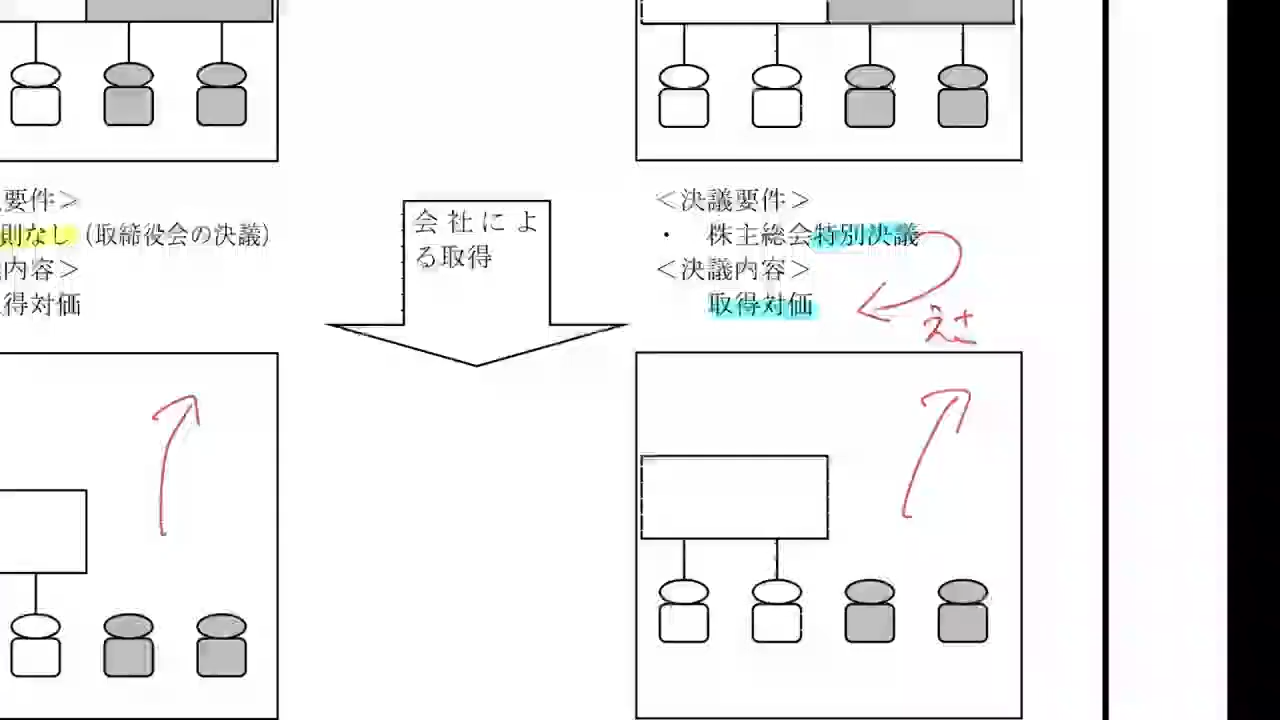 要件＞
則なし（取締役会の決議）
内容＞
得対価
会社によ
る取得
＜決議要件＞
・ 株主総会特別決議
＜決議内容＞
取得対価